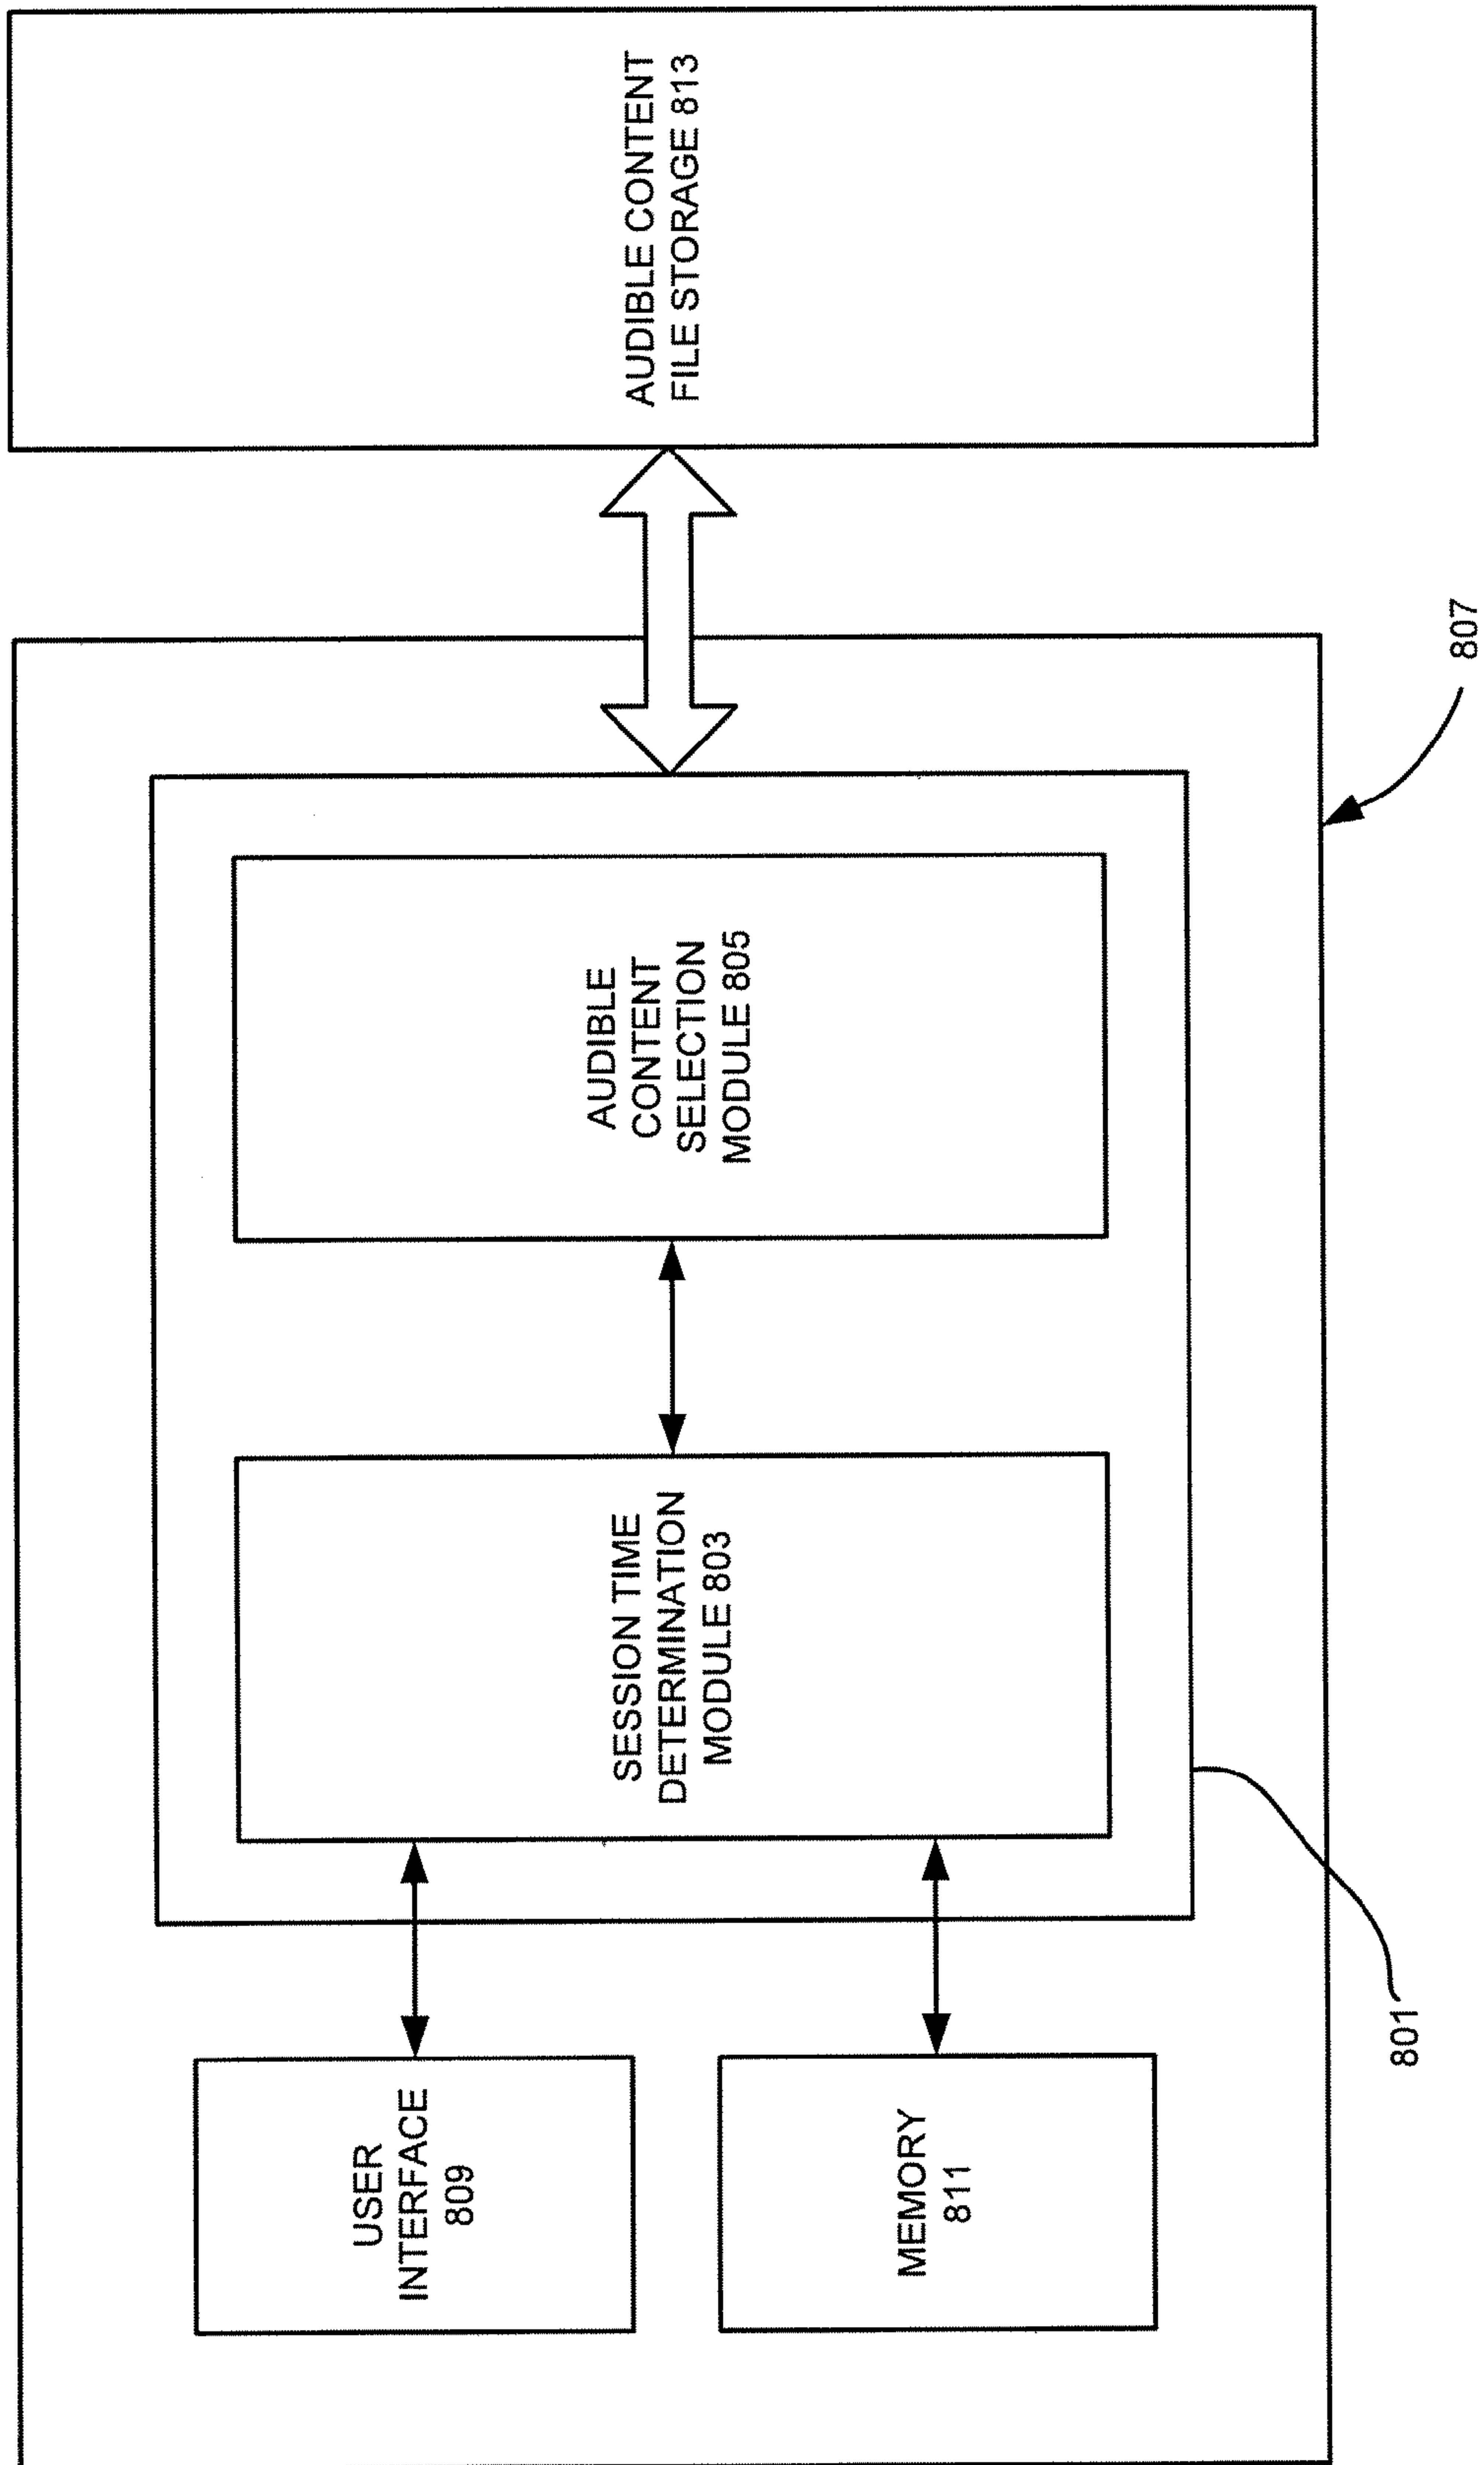 USER
INTERFACE
809
MEMORY
811
SESSION TIME
DETERMINATION
MODULE 803
AUDIBLE
CONTENT
SELECTION
MODULE 805
AUDIBLE CONTENT
FILE STORAGE 813
801
807